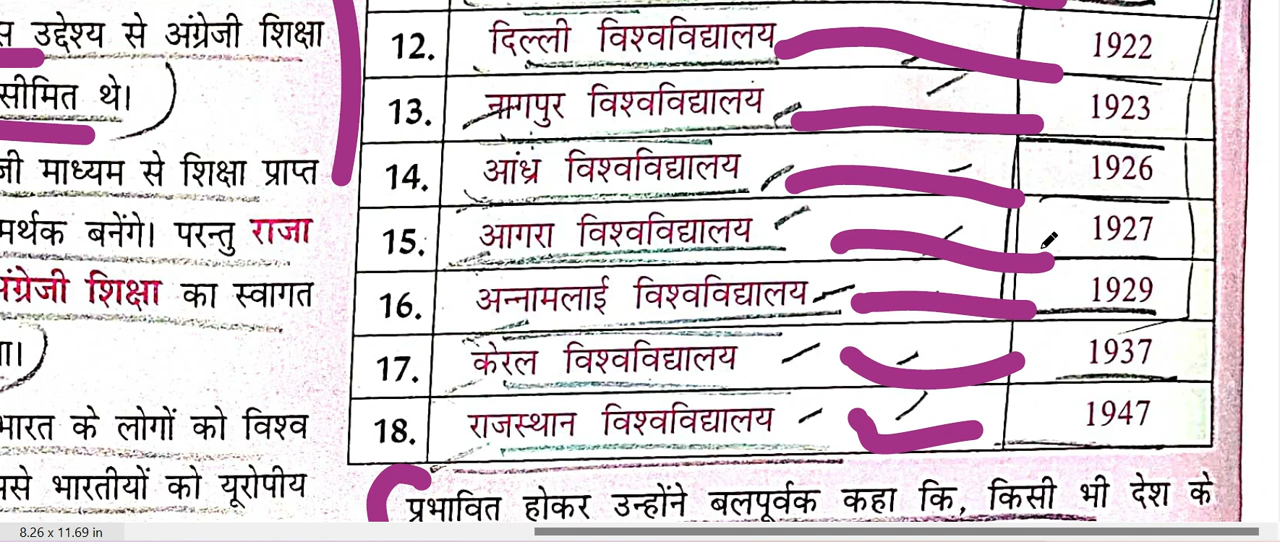 स उद्देश्य से अंग्रेजी शिक्षा
सीमित थे।
जी माध्यम से शिक्षा प्राप्त
मर्थक बनेंगे। परन्तु राजा
अंग्रेजी शिक्षा का स्वागत
ा।
भारत के लोगों को विश्व
से भारतीयों को यूरोपीय
12. दिल्ली विश्वविद्यालय 1922
13. नागपुर विश्वविद्यालय 1923
14. आंध्र विश्वविद्यालय 1926
15. आगरा विश्वविद्यालय 1927
16. अन्नामलाई विश्वविद्यालय 1929
17. केरल विश्वविद्यालय 1937
18. राजस्थान विश्वविद्यालय 1947
प्रभावित होकर उन्होंने बलपूर्वक कहा कि, किसी भी देश के
8.26 x 11.69 in